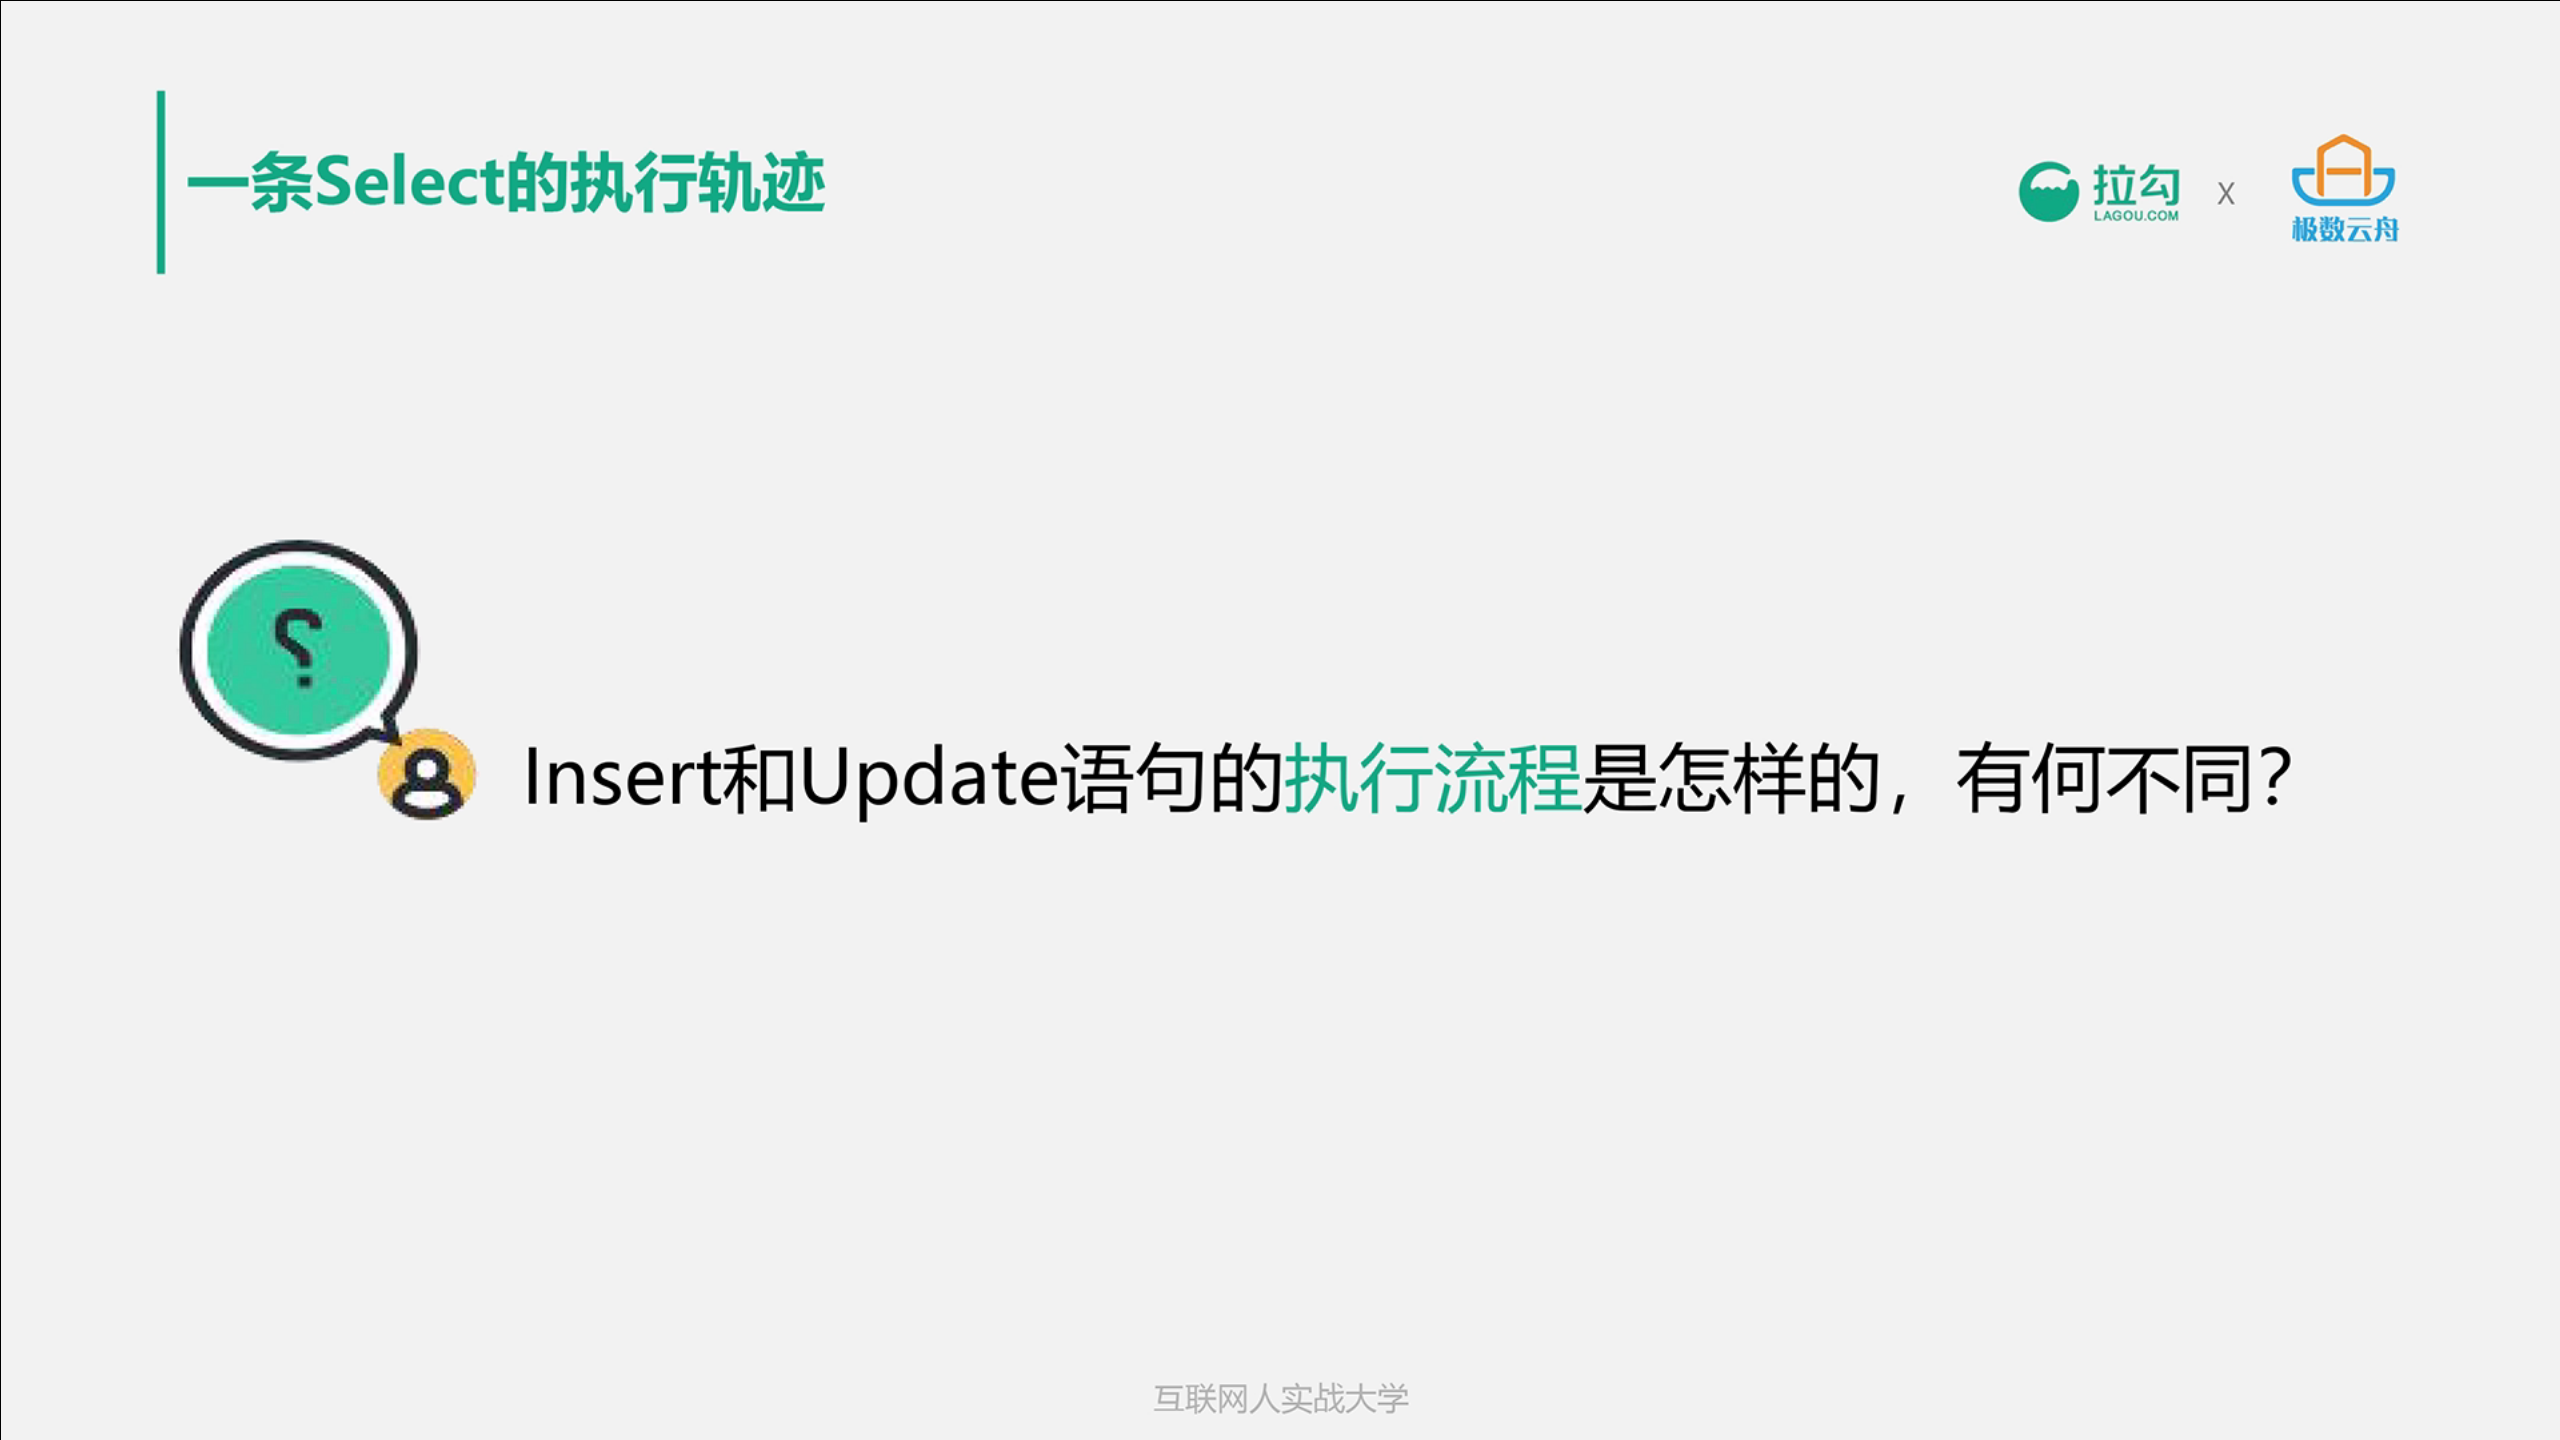 一条Select的执行轨迹
拉勾
LAGOU.COM
X
极数云舟
?
Insert和Update语句的执行流程是怎样的，有何不同？
互联网人实战大学